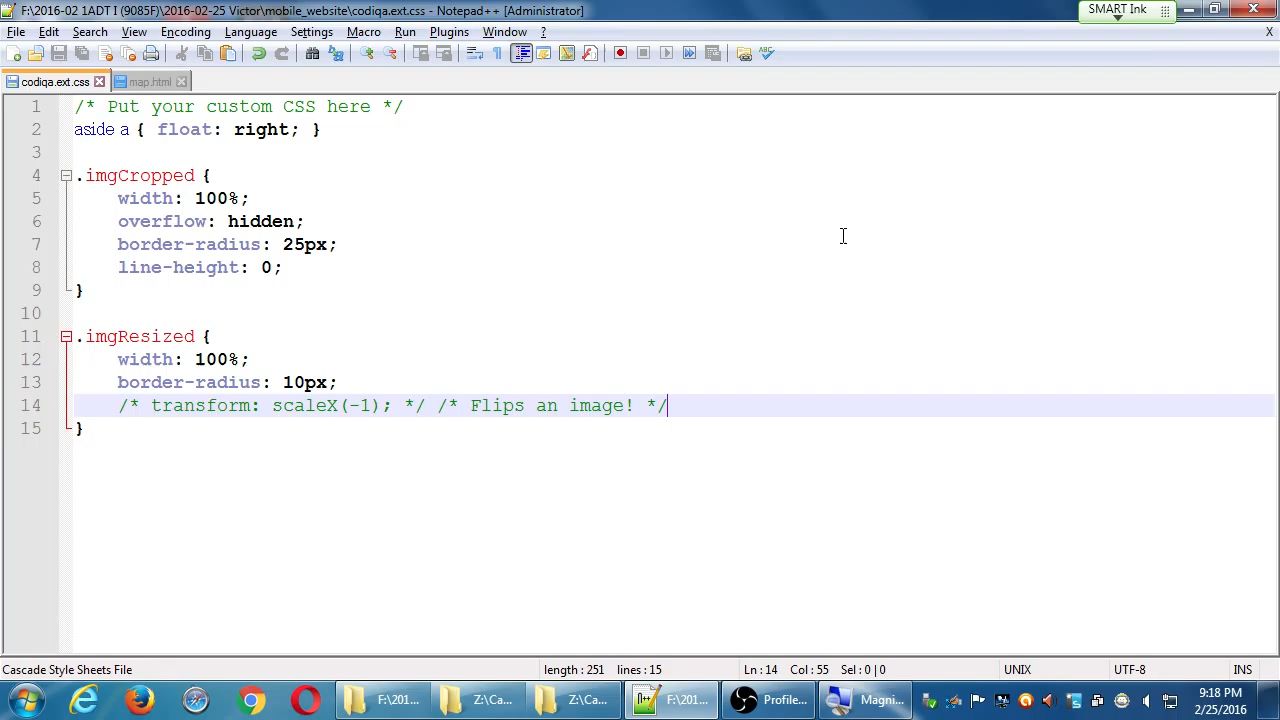 F:\2016-02 1ADT I (9085F)\2016-02-25 Victor\mobile_website\codiqa.ext.css - Notepad++ [Administrator]
SMART Ink
File Edit Search View Encoding Language Settings Macro Run Plugins Window ? X
codiqa.ext.css map.html
1 /* Put your custom CSS here */
2 aside a { float: right; }
3
4 .imgCropped {
5 width: 100%;
6 overflow: hidden;
7 border-radius: 25px;
8 line-height: 0;
9 }
10
11 .imgResized {
12 width: 100%;
13 border-radius: 10px;
14 /* transform: scaleX(-1); */ /* Flips an image! */
15 }
Cascade Style Sheets File length : 251 lines : 15 Ln : 14 Col : 55 Sel : 0 | 0 UNIX UTF-8 INS
F:\201... Z:\Ca... Z:\Ca... F:\201... Profile... Magni... 9:18 PM
2/25/2016